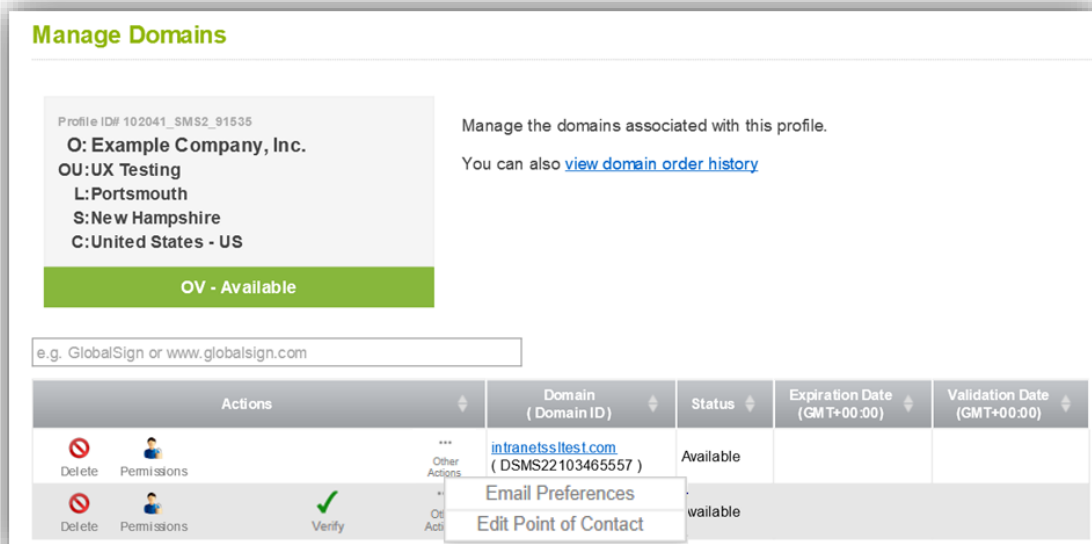 Manage Domains
Profile ID# 102041_SMS2_91535
O: Example Company, Inc.
OU:UX Testing
L:Portsmouth
S:New Hampshire
C:United States - US
OV - Available
Manage the domains associated with this profile.
You can also view domain order history
e.g. GlobalSign or www.globalsign.com
Actions
Domain
( Domain ID )
Status
Expiration Date
(GMT+00:00)
Validation Date
(GMT+00:00)
Delete
Permissions
...
Other
Actions
intranetssltest.com
( DSMS22103465557 )
Available
Delete
Permissions
Verify
Email Preferences
Edit Point of Contact